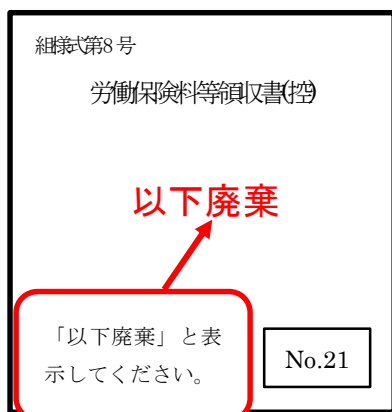 組様式第8号
労働保険料等領収書(控)
以下廃棄
「以下廃棄」と表
示してください。
No.21